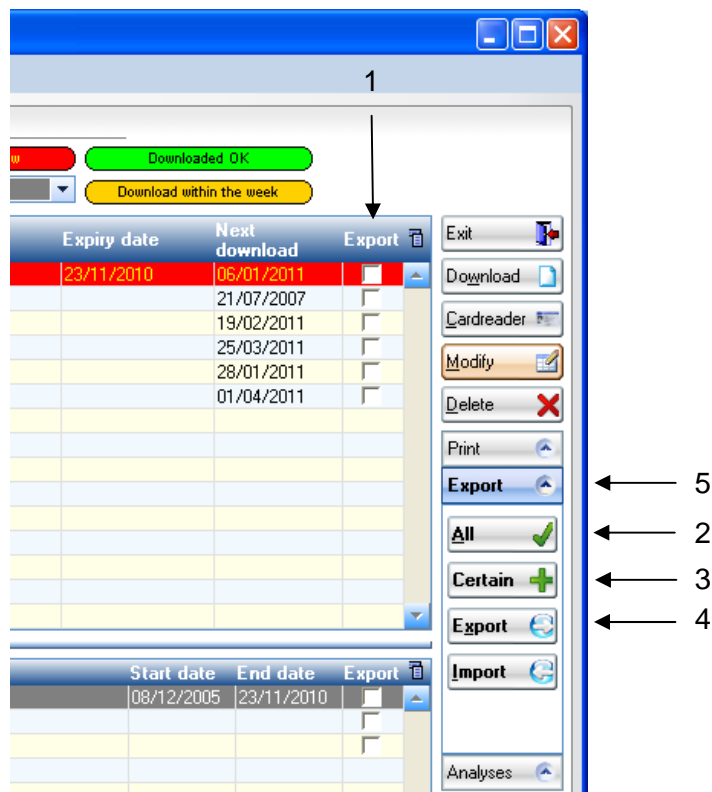 1
w
Downloaded OK
Download within the week
Expiry date Next download Export
23/11/2010 06/01/2011
21/07/2007
19/02/2011
25/03/2011
28/01/2011
01/04/2011
Exit
Download
Cardreader
Modify
Delete
Print
Export 5
All 2
Certain 3
Export 4
Import
Start date End date Export
08/12/2005 23/11/2010
Analyses